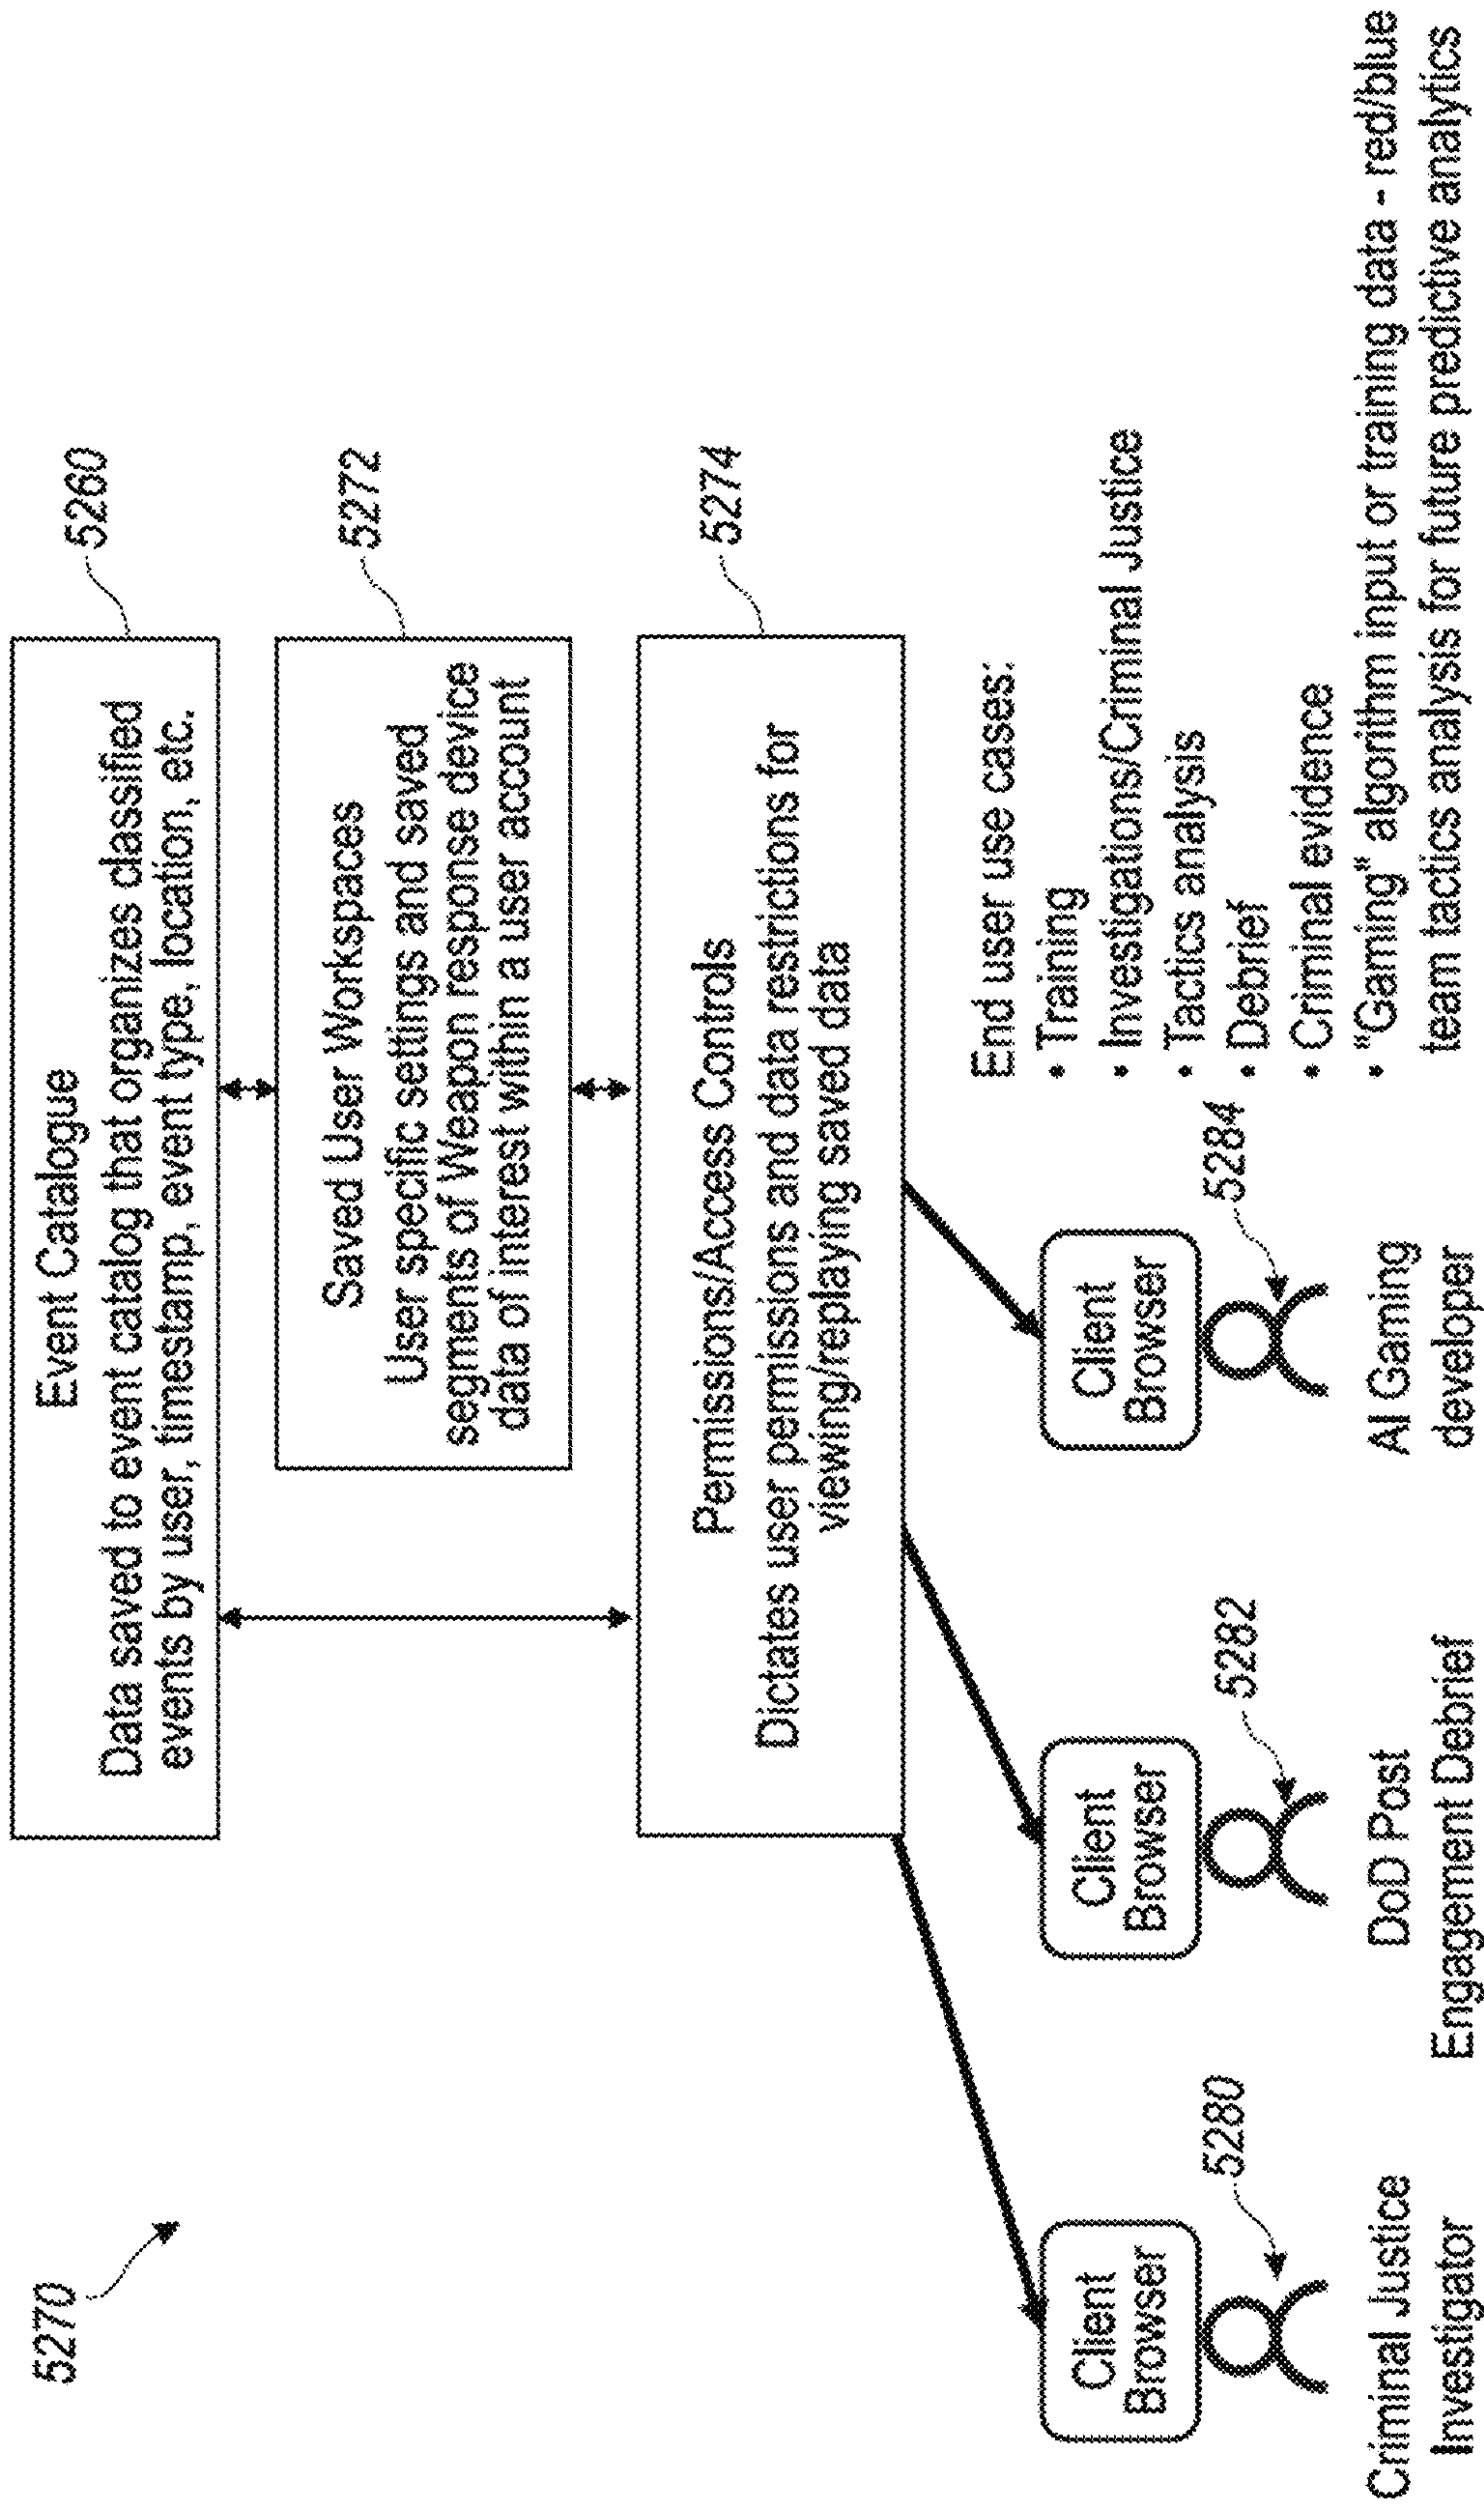 5270
Event Catalogue
Data saved to event catalog that organizes classified
events by user, timestamp, event type, location, etc.
5260
Saved User Workspaces
User specific settings and saved
segments of Weapon response device
data of interest within a user account
5272
Permissions/Access Controls
Dictates user permissions and data restrictions for
viewing/replaying saved data
5274
Client
Browser
5280
Criminal Justice
Investigator
Client
Browser
5282
DoD Post
Engagement Debrief
Client
Browser
5284
AI Gaming
developer
End user use cases:
• Training
• Investigations/Criminal Justice
• Tactics analysis
• Debrief
• Criminal evidence
• "Gaming" algorithm input or training data - red/blue
team tactics analysis for future predictive analytics